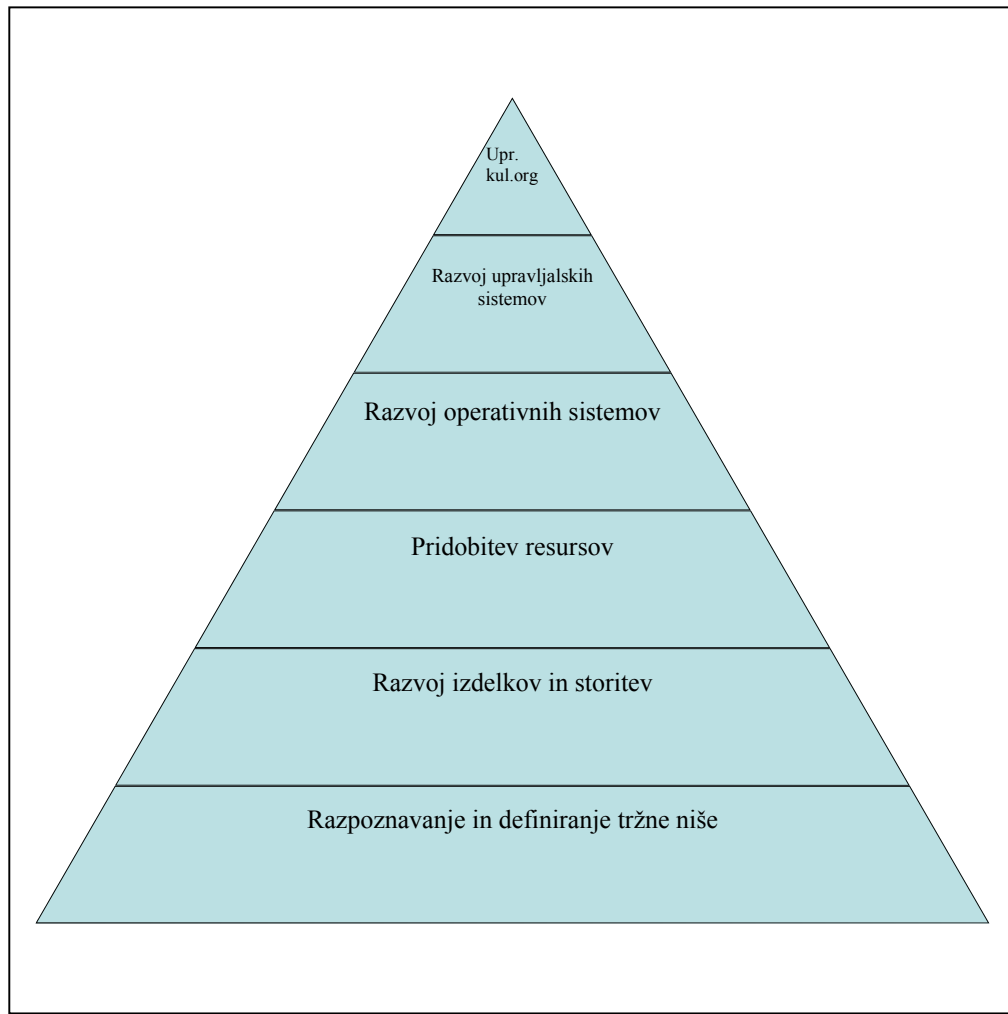 Upr.
kul.org
Razvoj upravljalskih
sistemov
Razvoj operativnih sistemov
Pridobitev resursov
Razvoj izdelkov in storitev
Razpoznavanje in definiranje tržne niše